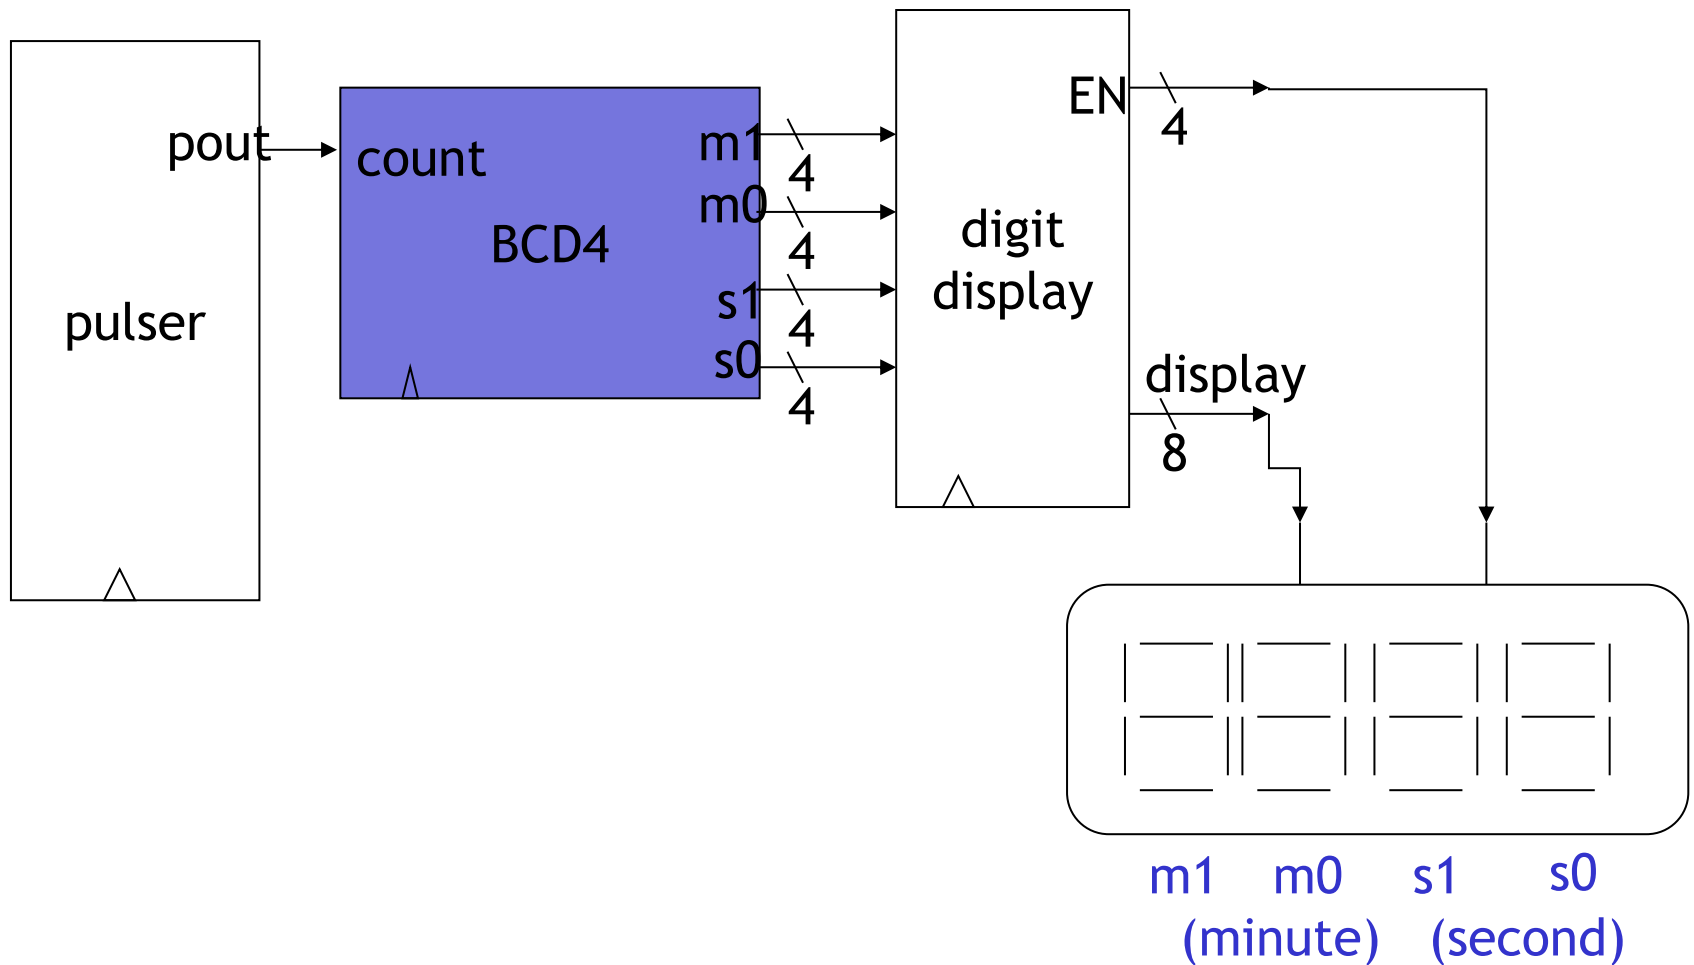 pulser
pout
count
BCD4
m1
m0
s1
s0
4
4
4
4
digit
display
EN
4
display
8
m1 m0 s1 s0
(minute) (second)